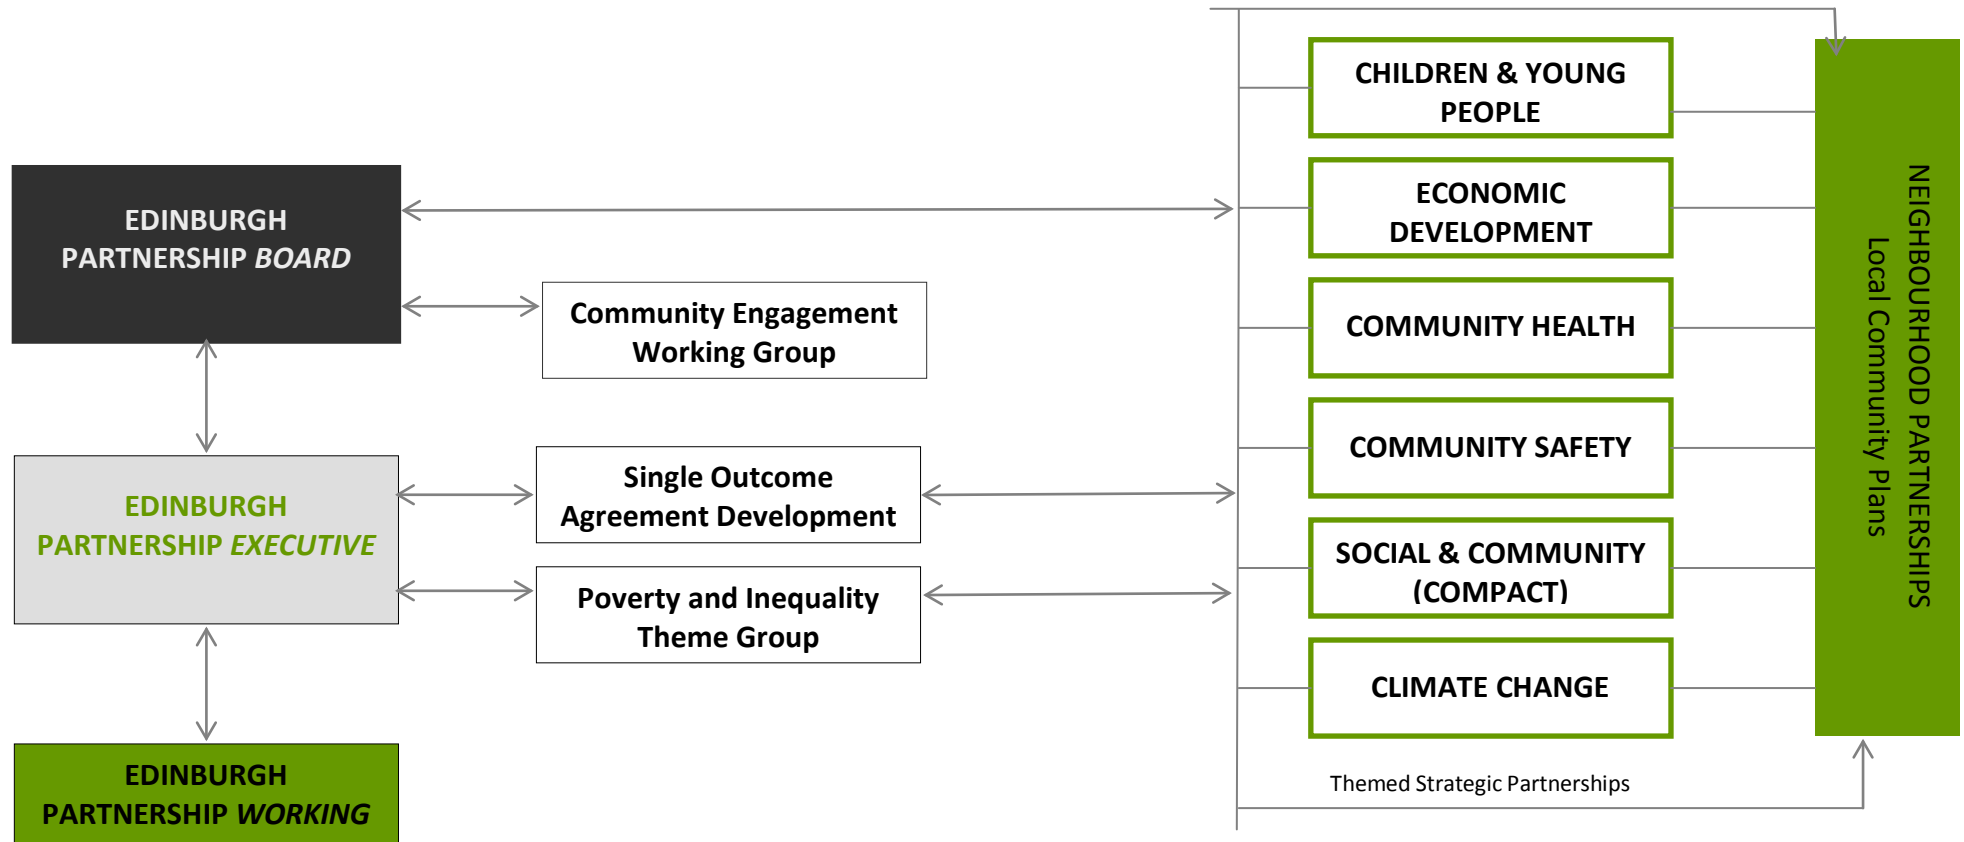 EDINBURGH
PARTNERSHIP BOARD
Community Engagement
Working Group
EDINBURGH
PARTNERSHIP EXECUTIVE
Single Outcome
Agreement Development
Poverty and Inequality
Theme Group
EDINBURGH
PARTNERSHIP WORKING
CHILDREN & YOUNG
PEOPLE
ECONOMIC
DEVELOPMENT
COMMUNITY HEALTH
COMMUNITY SAFETY
SOCIAL & COMMUNITY
(COMPACT)
CLIMATE CHANGE
Themed Strategic Partnerships
NEIGHBOURHOOD PARTNERSHIPS
Local Community Plans